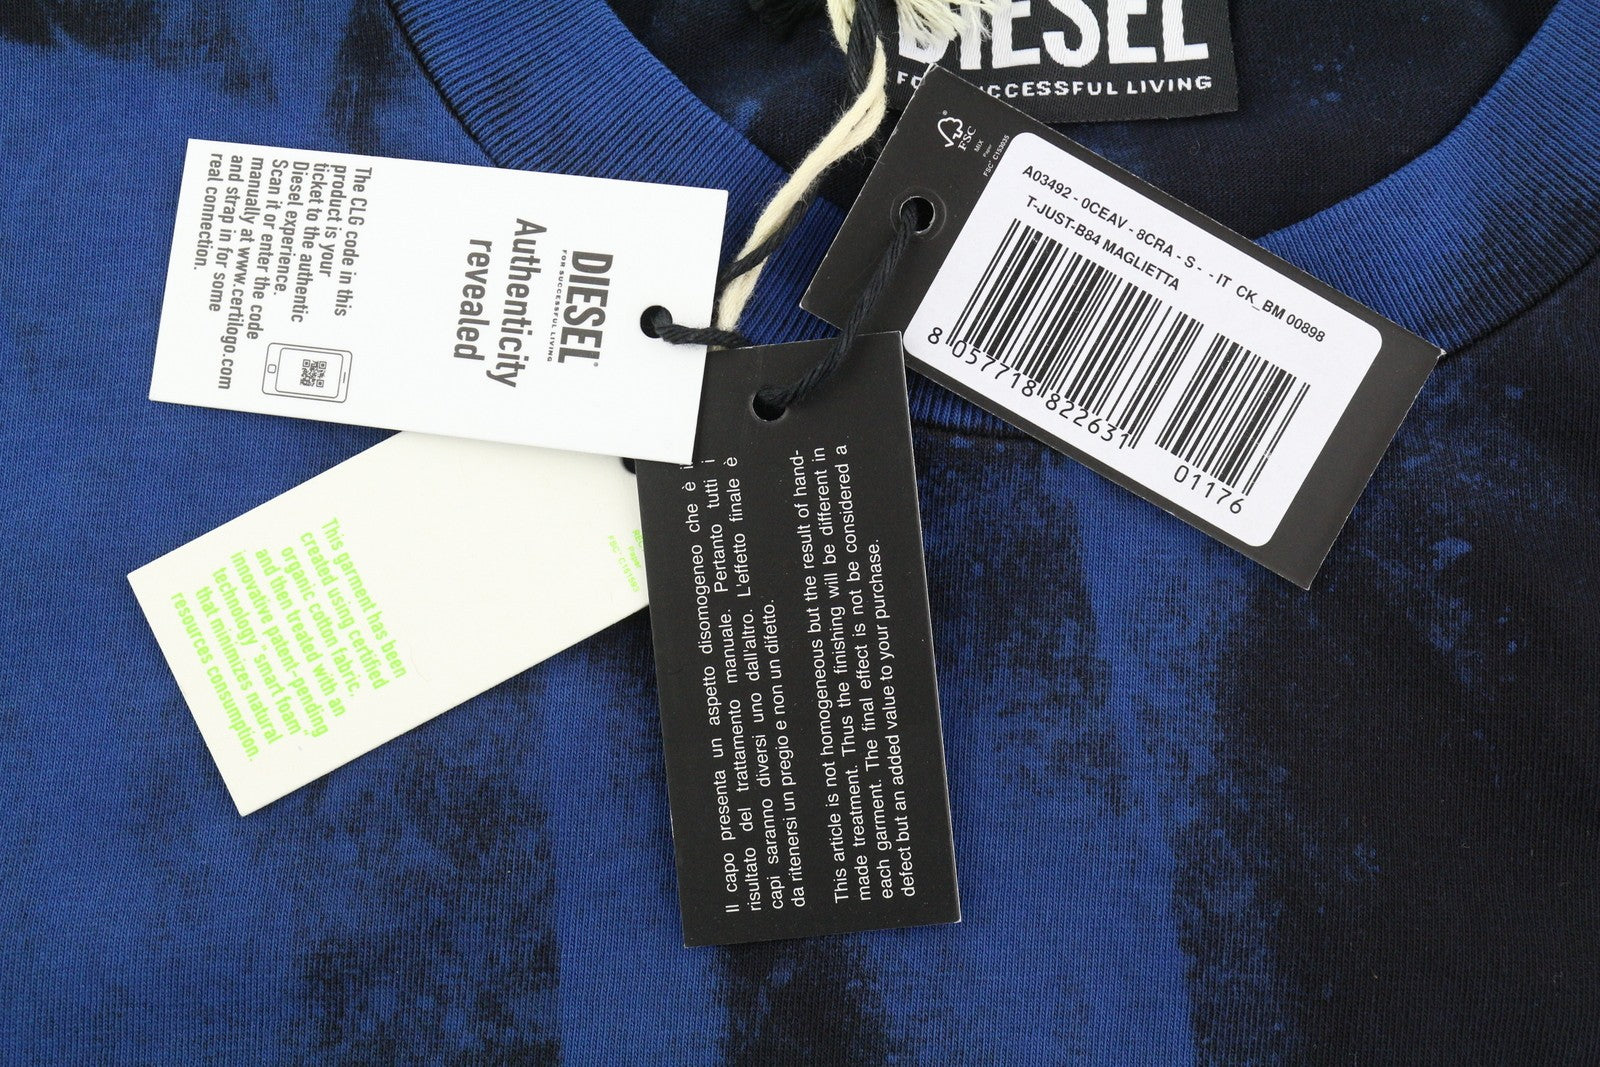 DIESEL
FOR SUCCESSFUL LIVING
FSC
MIX
Paper
FSC® C153035
A03492 - 0CEAV - 8CRA - S - - IT CK_BM 00898
T-JUST-B84 MAGLIETTA
8 057718 822631
01176
DIESEL®
FOR SUCCESSFUL LIVING
Authenticity
revealed
The CLG code in this
product is your
ticket to the authentic
Diesel experience.
Scan it or enter the code
manually at www.certilogo.com
and strap in for some
real connection.
This garment has been
created using certified
organic cotton fabric,
and then treated with an
innovative patent-pending
technology "smart foam"
that minimizes natural
resources consumption.
Il capo presenta un aspetto disomogeneo che è il
risultato del trattamento manuale. Pertanto tutti i
capi saranno diversi uno dall'altro. L'effetto finale è
da ritenersi un pregio e non un difetto.
This article is not homogeneous but the result of hand-
made treatment. Thus the finishing will be different in
each garment. The final effect is not be considered a
defect but an added value to your purchase.